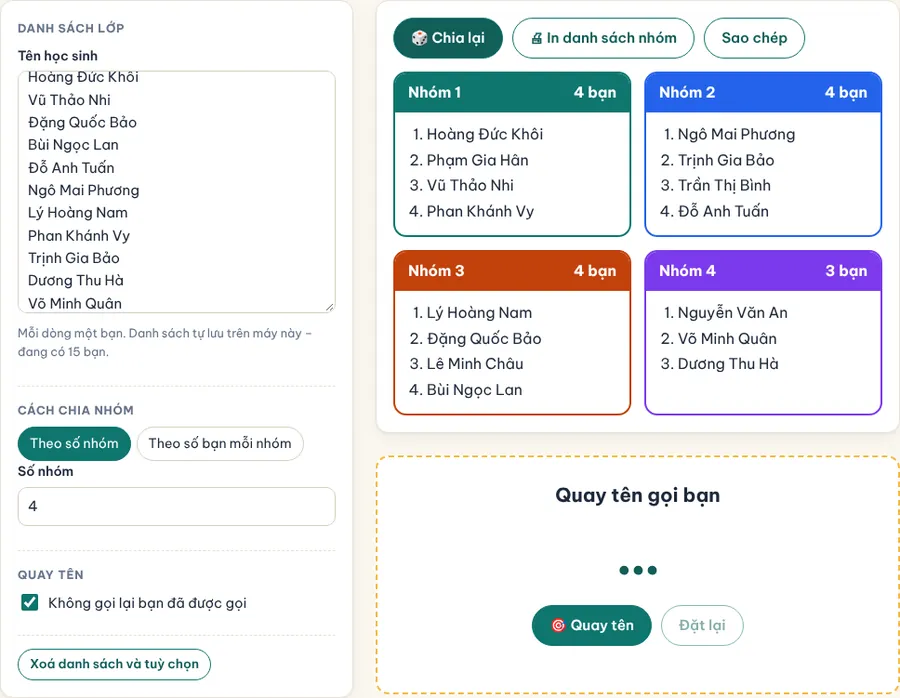 DANH SÁCH LỚP
Tên học sinh
Hoàng Đức Khôi
Vũ Thảo Nhi
Đặng Quốc Bảo
Bùi Ngọc Lan
Đỗ Anh Tuấn
Ngô Mai Phương
Lý Hoàng Nam
Phan Khánh Vy
Trịnh Gia Bảo
Dương Thu Hà
Võ Minh Quân
Mỗi dòng một bạn. Danh sách tự lưu trên máy này –
đang có 15 bạn.
CÁCH CHIA NHÓM
Theo số nhóm
Theo số bạn mỗi nhóm
Số nhóm
4
QUAY TÊN
Không gọi lại bạn đã được gọi
Xoá danh sách và tuỳ chọn
🎲 Chia lại
🖨 In danh sách nhóm
Sao chép
Nhóm 1 4 bạn
1. Hoàng Đức Khôi
2. Phạm Gia Hân
3. Vũ Thảo Nhi
4. Phan Khánh Vy
Nhóm 2 4 bạn
1. Ngô Mai Phương
2. Trịnh Gia Bảo
3. Trần Thị Bình
4. Đỗ Anh Tuấn
Nhóm 3 4 bạn
1. Lý Hoàng Nam
2. Đặng Quốc Bảo
3. Lê Minh Châu
4. Bùi Ngọc Lan
Nhóm 4 3 bạn
1. Nguyễn Văn An
2. Võ Minh Quân
3. Dương Thu Hà
Quay tên gọi bạn
•••
🎯 Quay tên
Đặt lại